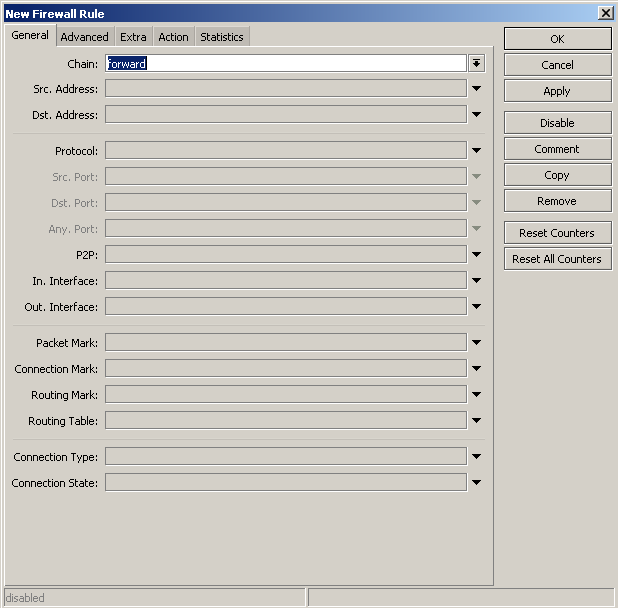 New Firewall Rule
General Advanced Extra Action Statistics
Chain: forward
Src. Address:
Dst. Address:
Protocol:
Src. Port:
Dst. Port:
Any. Port:
P2P:
In. Interface:
Out. Interface:
Packet Mark:
Connection Mark:
Routing Mark:
Routing Table:
Connection Type:
Connection State:
OK
Cancel
Apply
Disable
Comment
Copy
Remove
Reset Counters
Reset All Counters
disabled